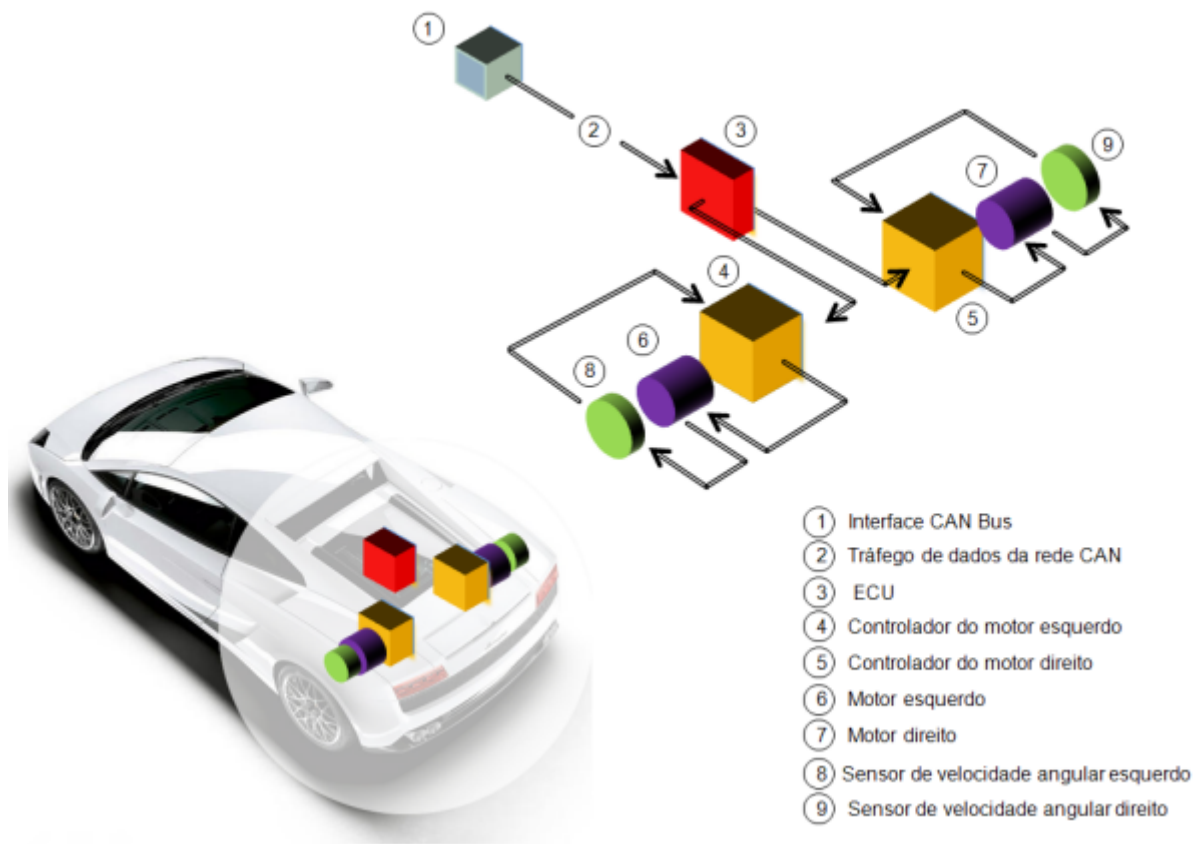 1
2
3
9
7
4
5
6
8
1 Interface CAN Bus
2 Tráfego de dados da rede CAN
3 ECU
4 Controlador do motor esquerdo
5 Controlador do motor direito
6 Motor esquerdo
7 Motor direito
8 Sensor de velocidade angular esquerdo
9 Sensor de velocidade angular direito